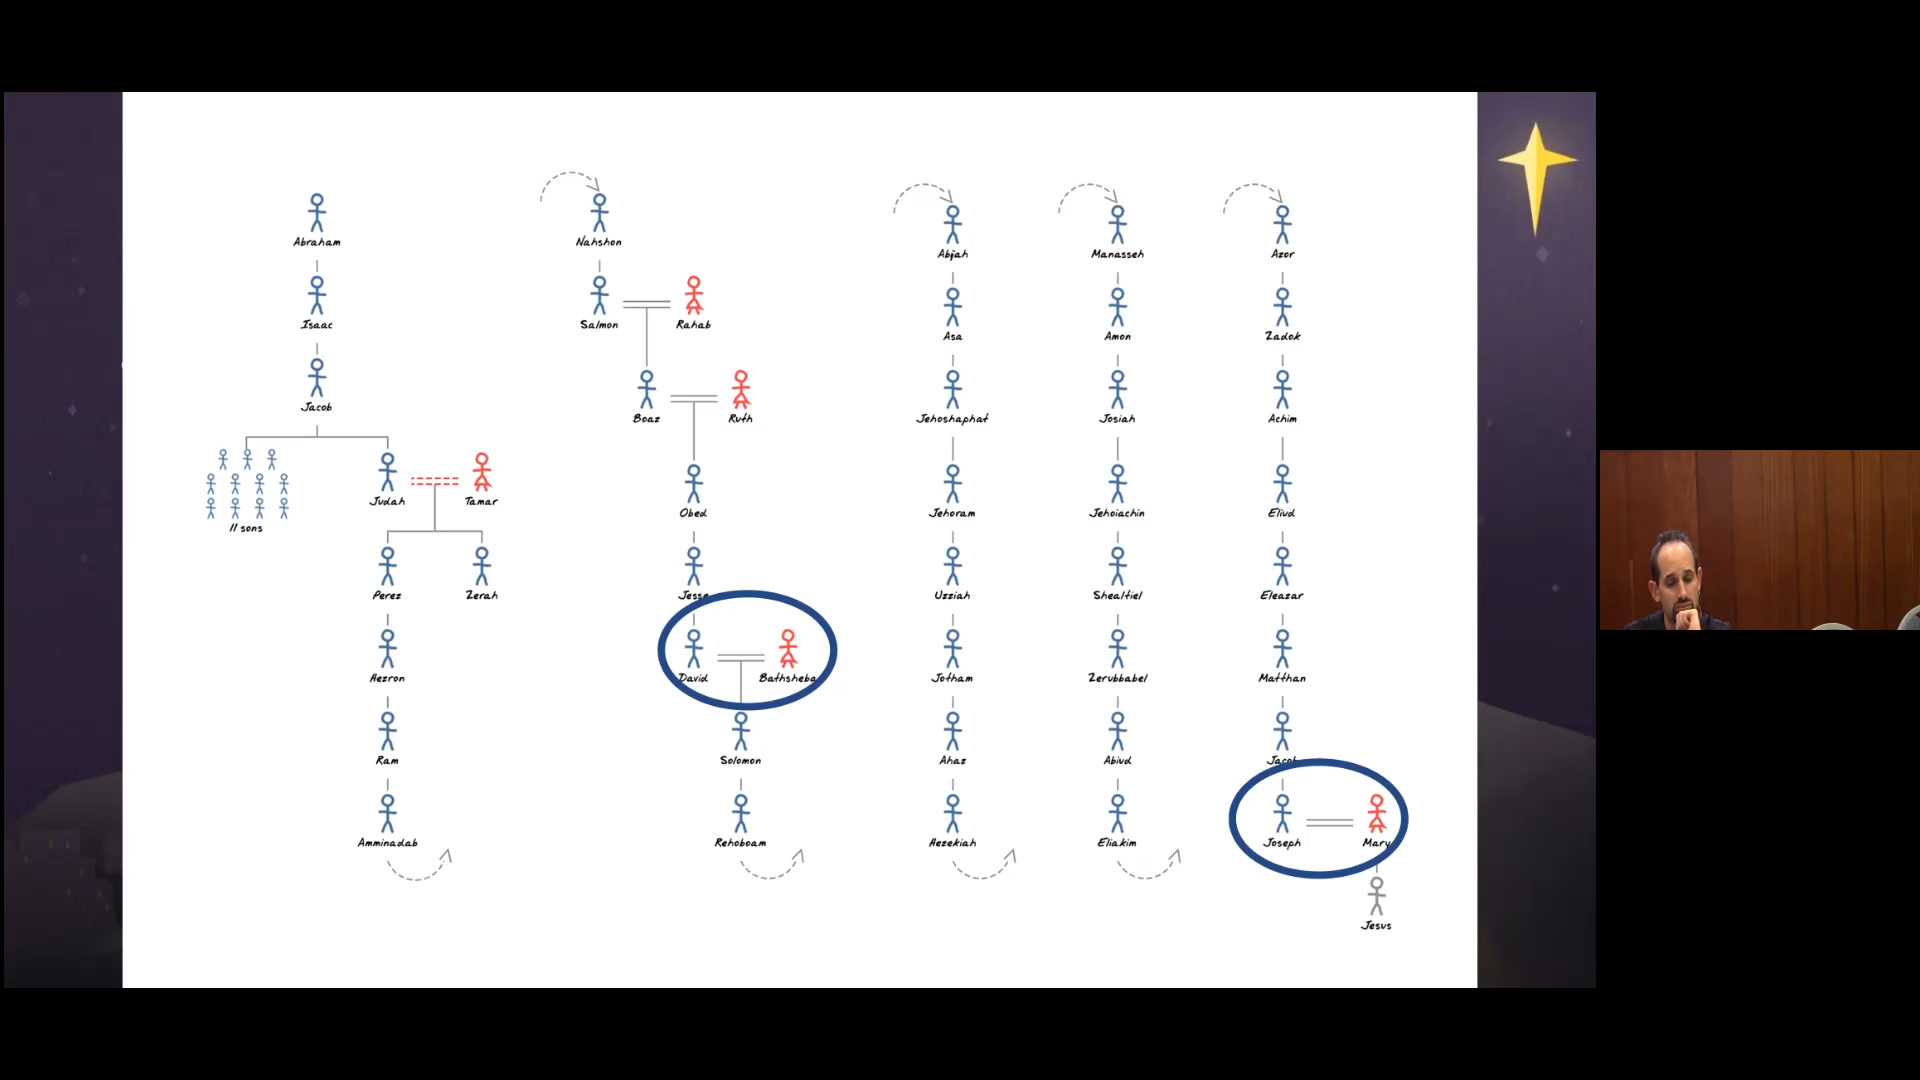 Abraham
Isaac
Jacob
11 sons
Judah
Tamar
Perez
Zerah
Hezron
Ram
Amminadab
Nahshon
Salmon
Rahab
Boaz
Ruth
Obed
Jesse
David
Bathsheba
Solomon
Rehoboam
Abijah
Asa
Jehoshaphat
Jehoram
Uzziah
Jotham
Ahaz
Hezekiah
Manasseh
Amon
Josiah
Jehoiachin
Shealtiel
Zerubbabel
Abiud
Eliakim
Azor
Zadok
Achim
Eliud
Eleazar
Matthan
Jacob
Joseph
Mary
Jesus